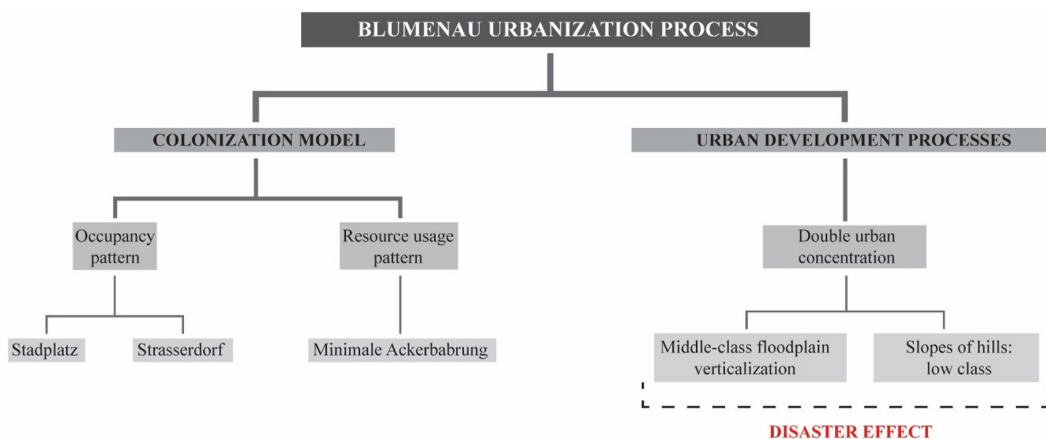 BLUMENAU URBANIZATION PROCESS
COLONIZATION MODEL
URBAN DEVELOPMENT PROCESSES
Occupancy
pattern
Resource usage
pattern
Double urban
concentration
Stadplatz
Strasserdorf
Minimale Ackerbabrung
Middle-class floodplain
verticalization
Slopes of hills:
low class
DISASTER EFFECT